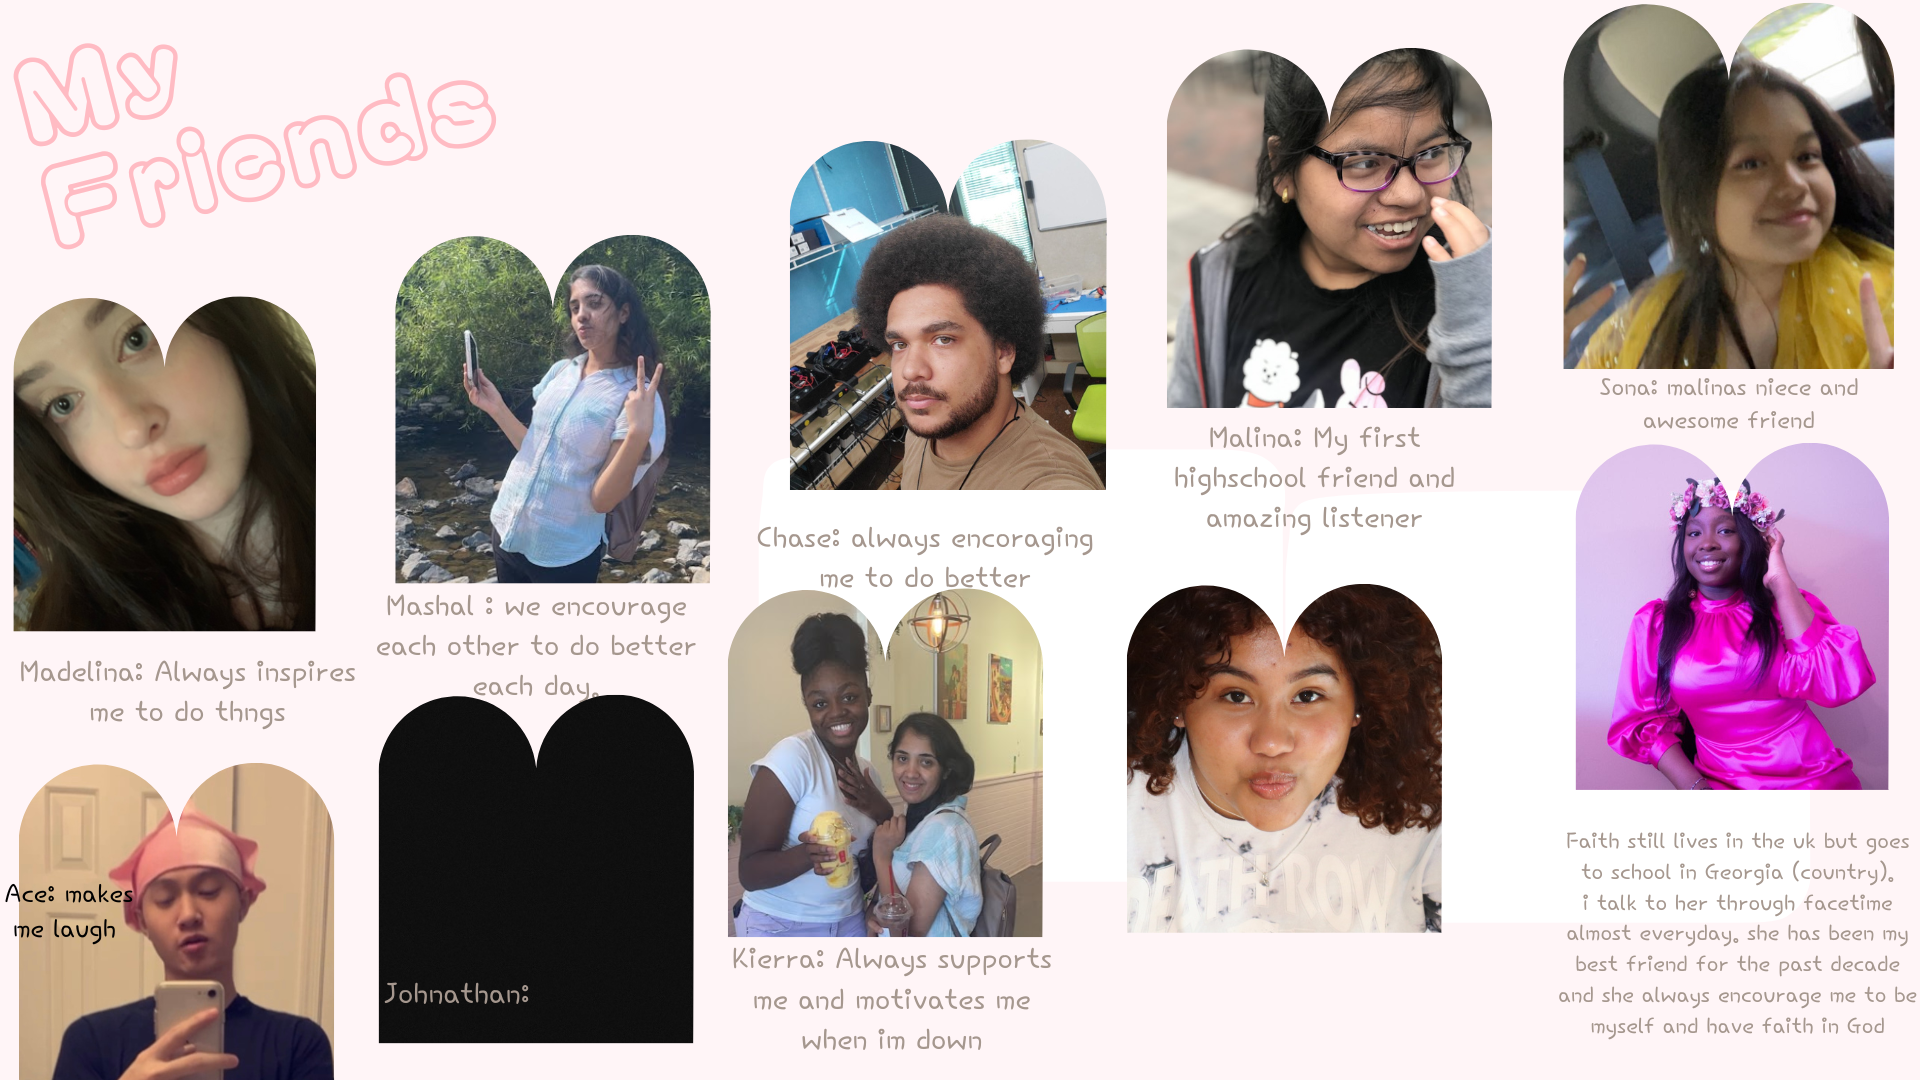 My
Friends
Madelina: Always inspires
me to do thngs
Mashal : we encourage
each other to do better
each day.
Chase: always encoraging
me to do better
Malina: My first
highschool friend and
amazing listener
Sona: malinas niece and
awesome friend
Ace: makes
me laugh
Johnathan:
Kierra: Always supports
me and motivates me
when im down
DEATH ROW
Faith still lives in the uk but goes
to school in Georgia (country).
i talk to her through facetime
almost everyday. she has been my
best friend for the past decade
and she always encourage me to be
myself and have faith in God